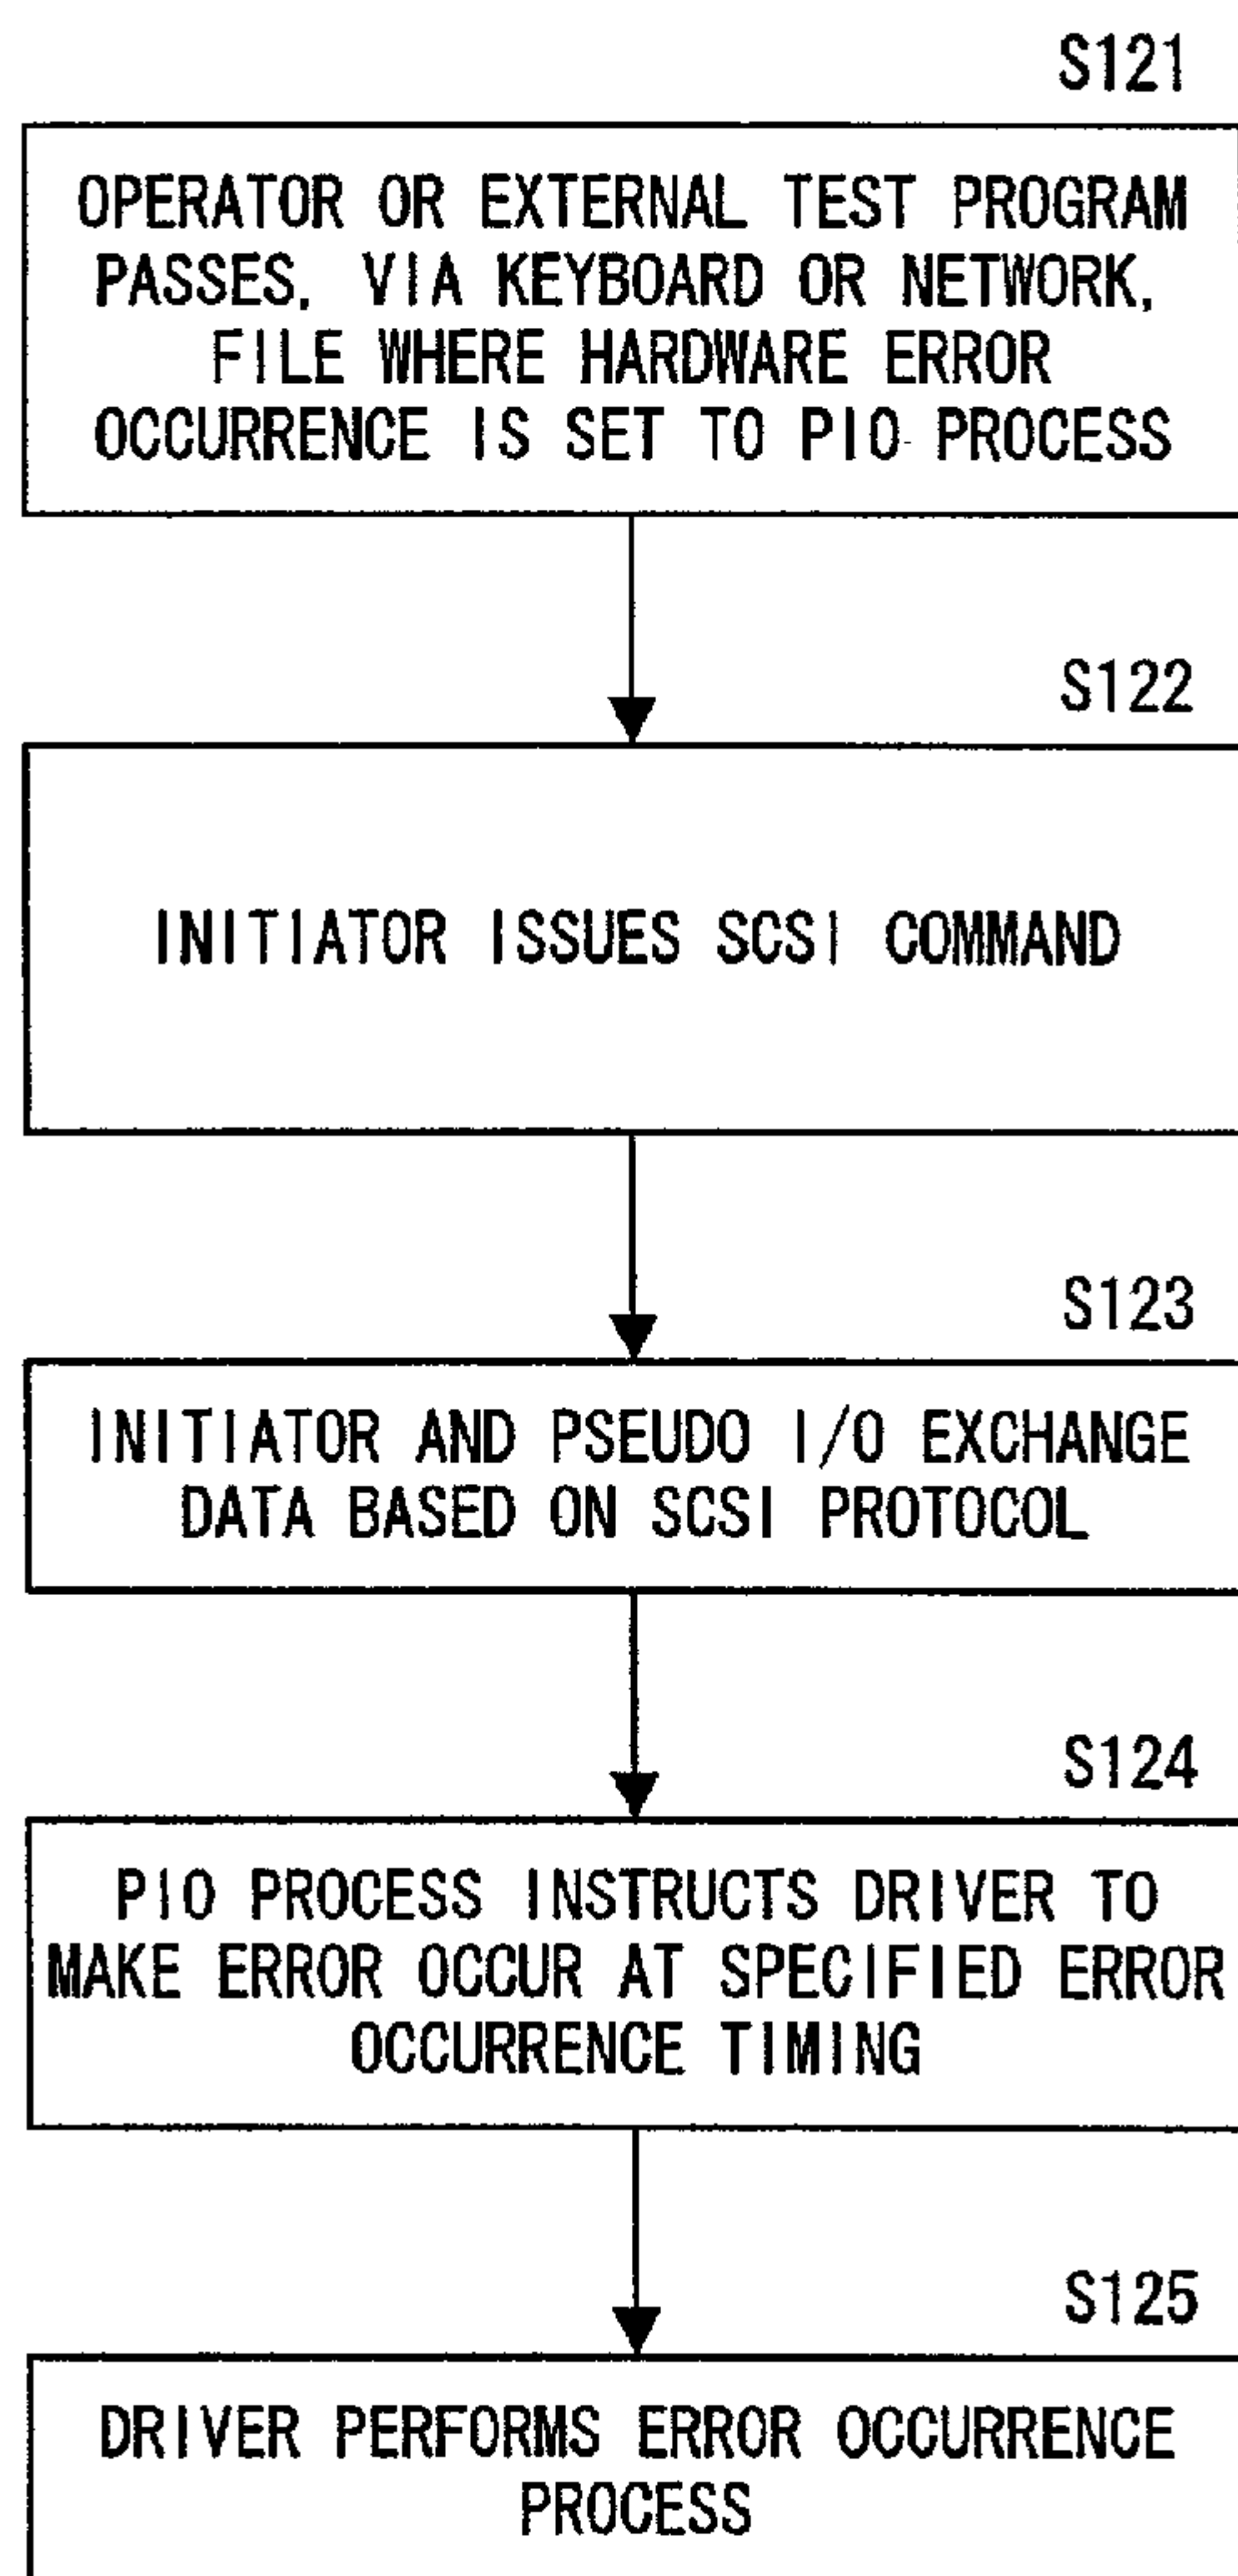 S121
OPERATOR OR EXTERNAL TEST PROGRAM
PASSES, VIA KEYBOARD OR NETWORK,
FILE WHERE HARDWARE ERROR
OCCURRENCE IS SET TO PIO PROCESS
S122
INITIATOR ISSUES SCSI COMMAND
S123
INITIATOR AND PSEUDO I/O EXCHANGE
DATA BASED ON SCSI PROTOCOL
S124
PIO PROCESS INSTRUCTS DRIVER TO
MAKE ERROR OCCUR AT SPECIFIED ERROR
OCCURRENCE TIMING
S125
DRIVER PERFORMS ERROR OCCURRENCE
PROCESS